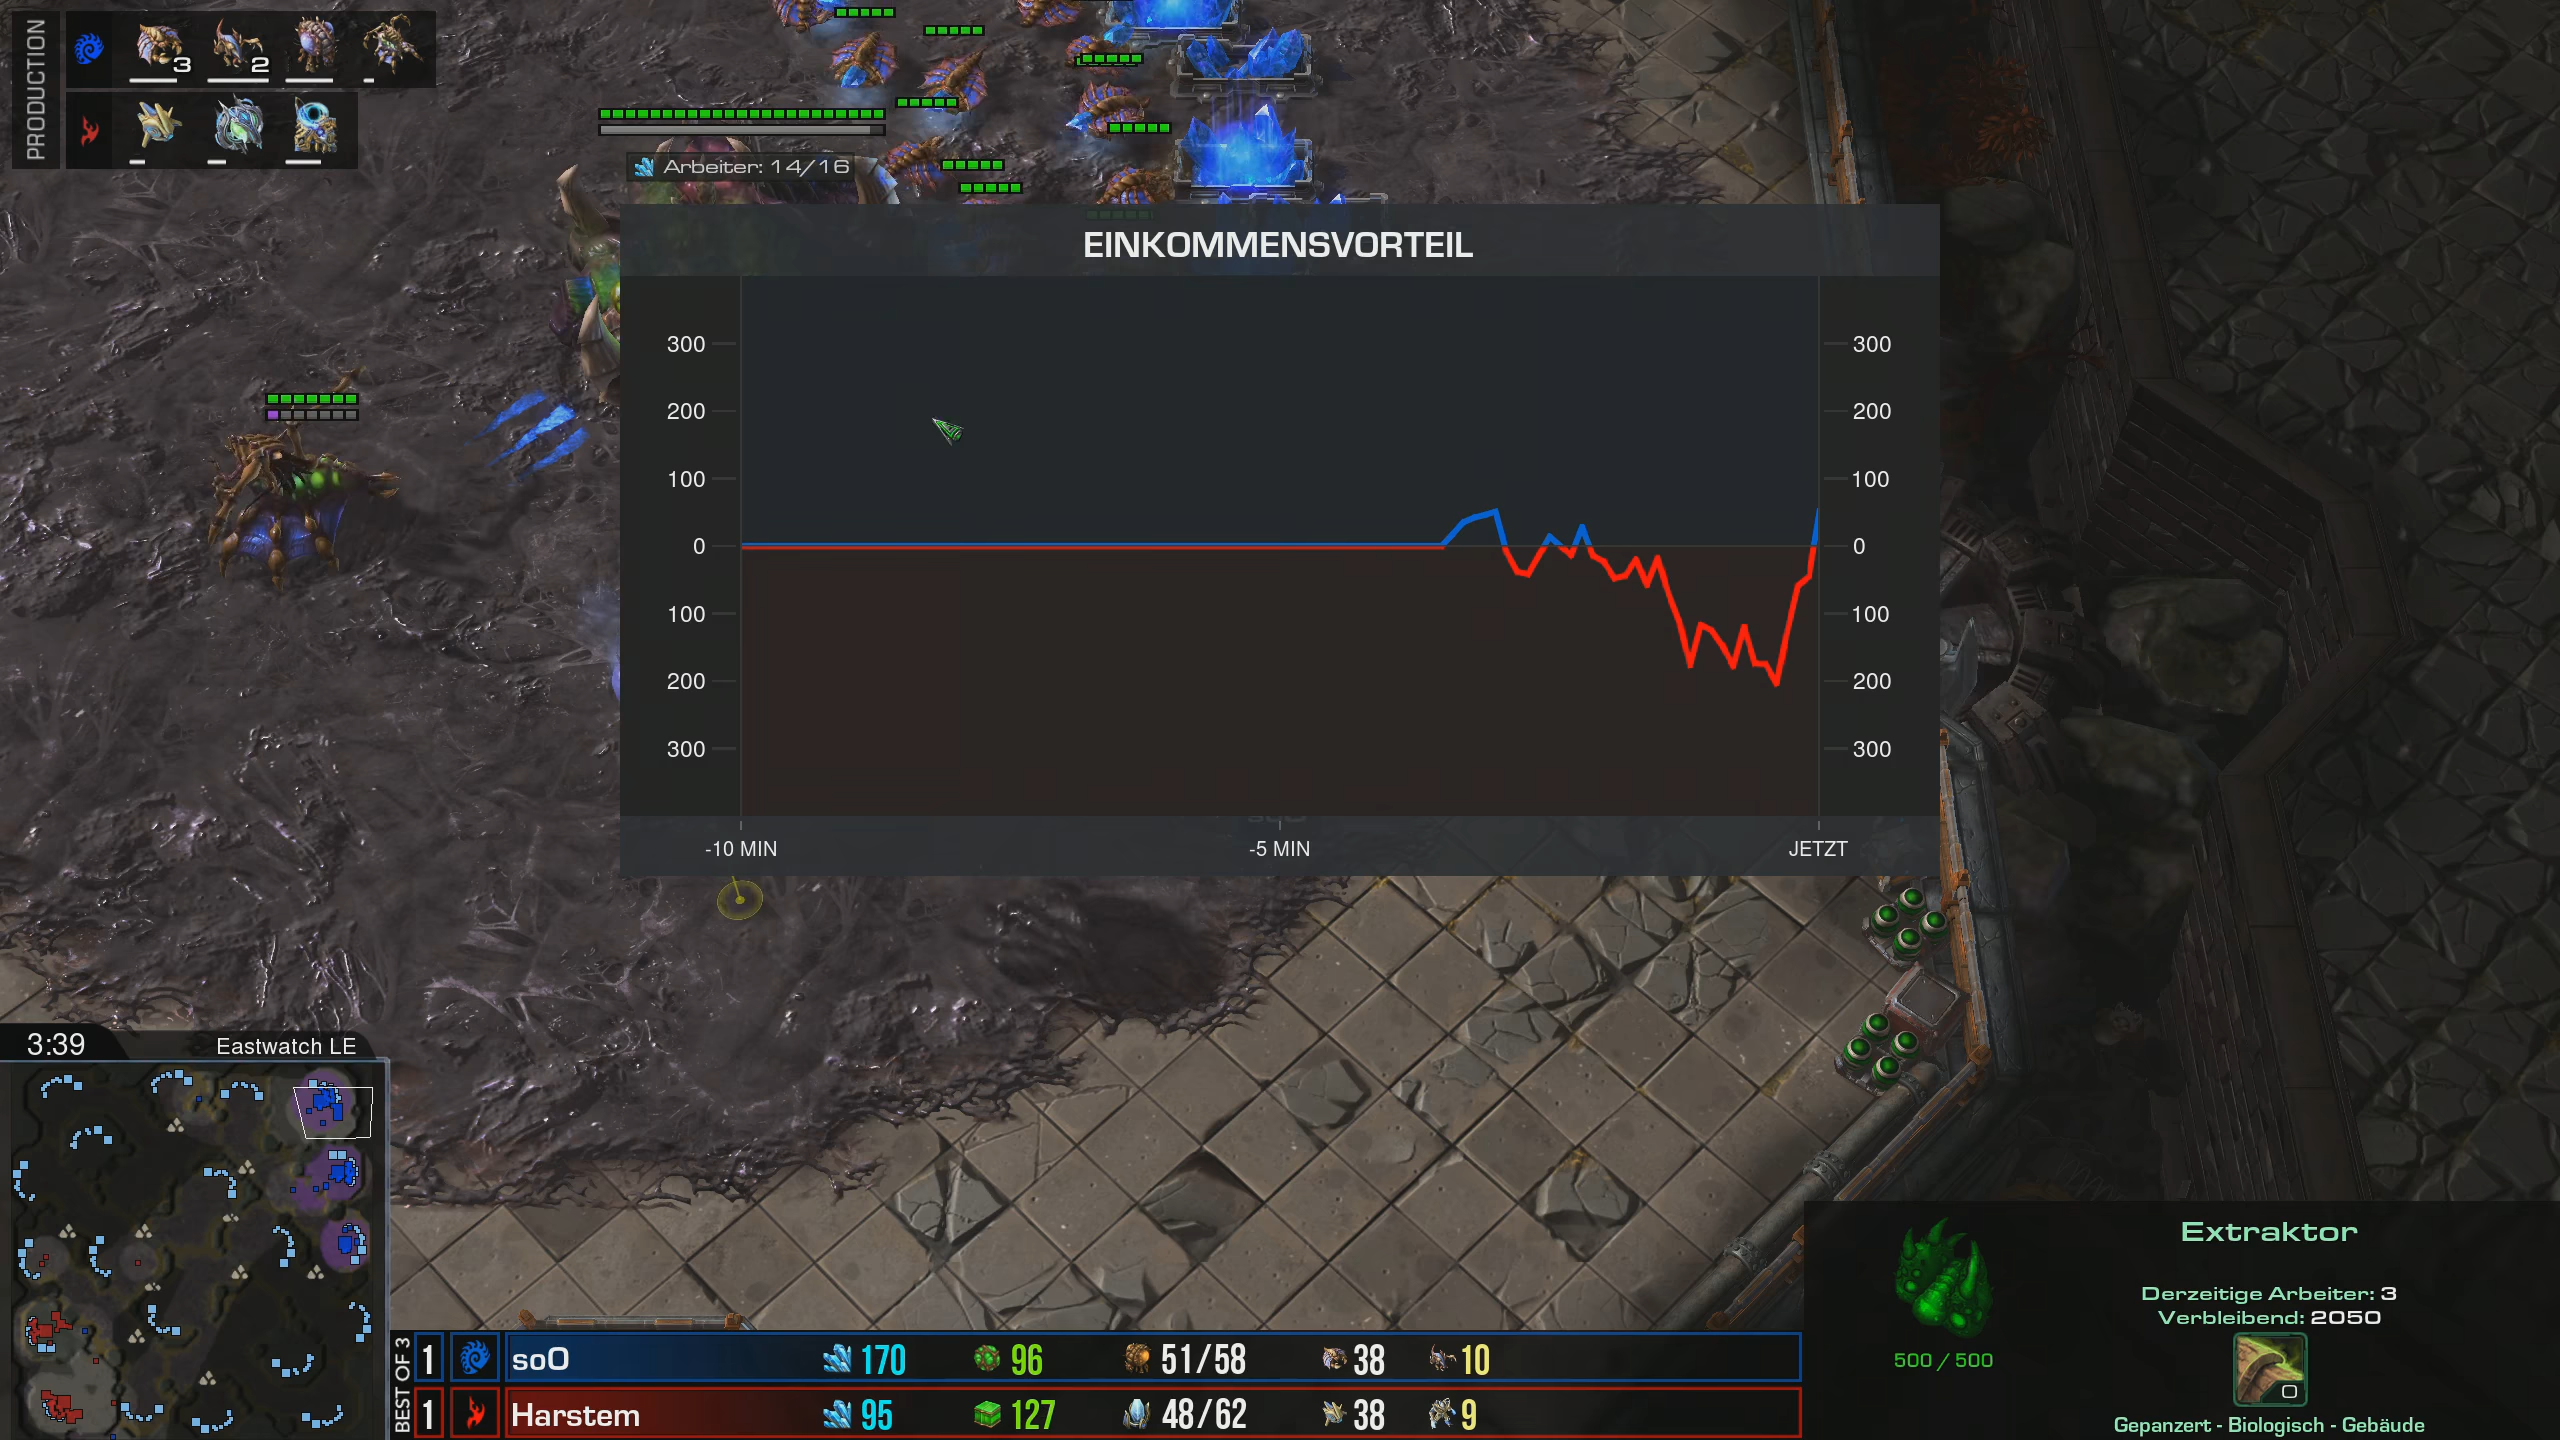 PRODUCTION
3
2
Arbeiter: 14/16
EINKOMMENSVORTEIL
300
300
200
200
100
100
0
0
100
100
200
200
300
300
-10 MIN
-5 MIN
JETZT
3:39
Eastwatch LE
BEST OF 3
1
soO
170
96
51/58
38
10
1
Harstem
95
127
48/62
38
9
Extraktor
Derzeitige Arbeiter: 3
Verbleibend: 2050
500 / 500
O
Gepanzert - Biologisch - Gebäude